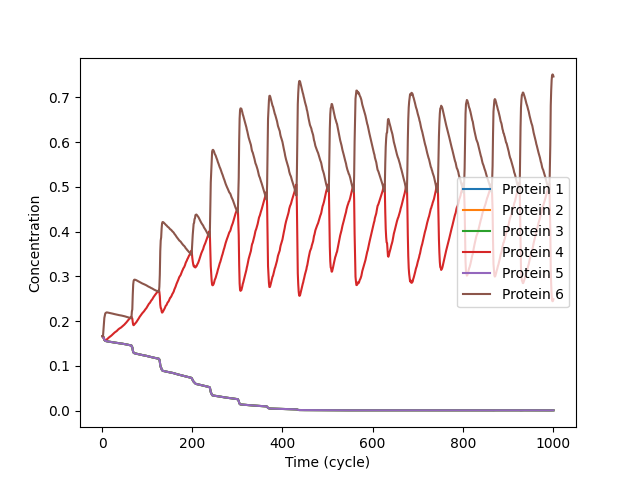 0.7
0.6
0.5
0.4
0.3
0.2
0.1
0.0
Concentration
0
200
400
600
800
1000
Time (cycle)
Protein 1
Protein 2
Protein 3
Protein 4
Protein 5
Protein 6